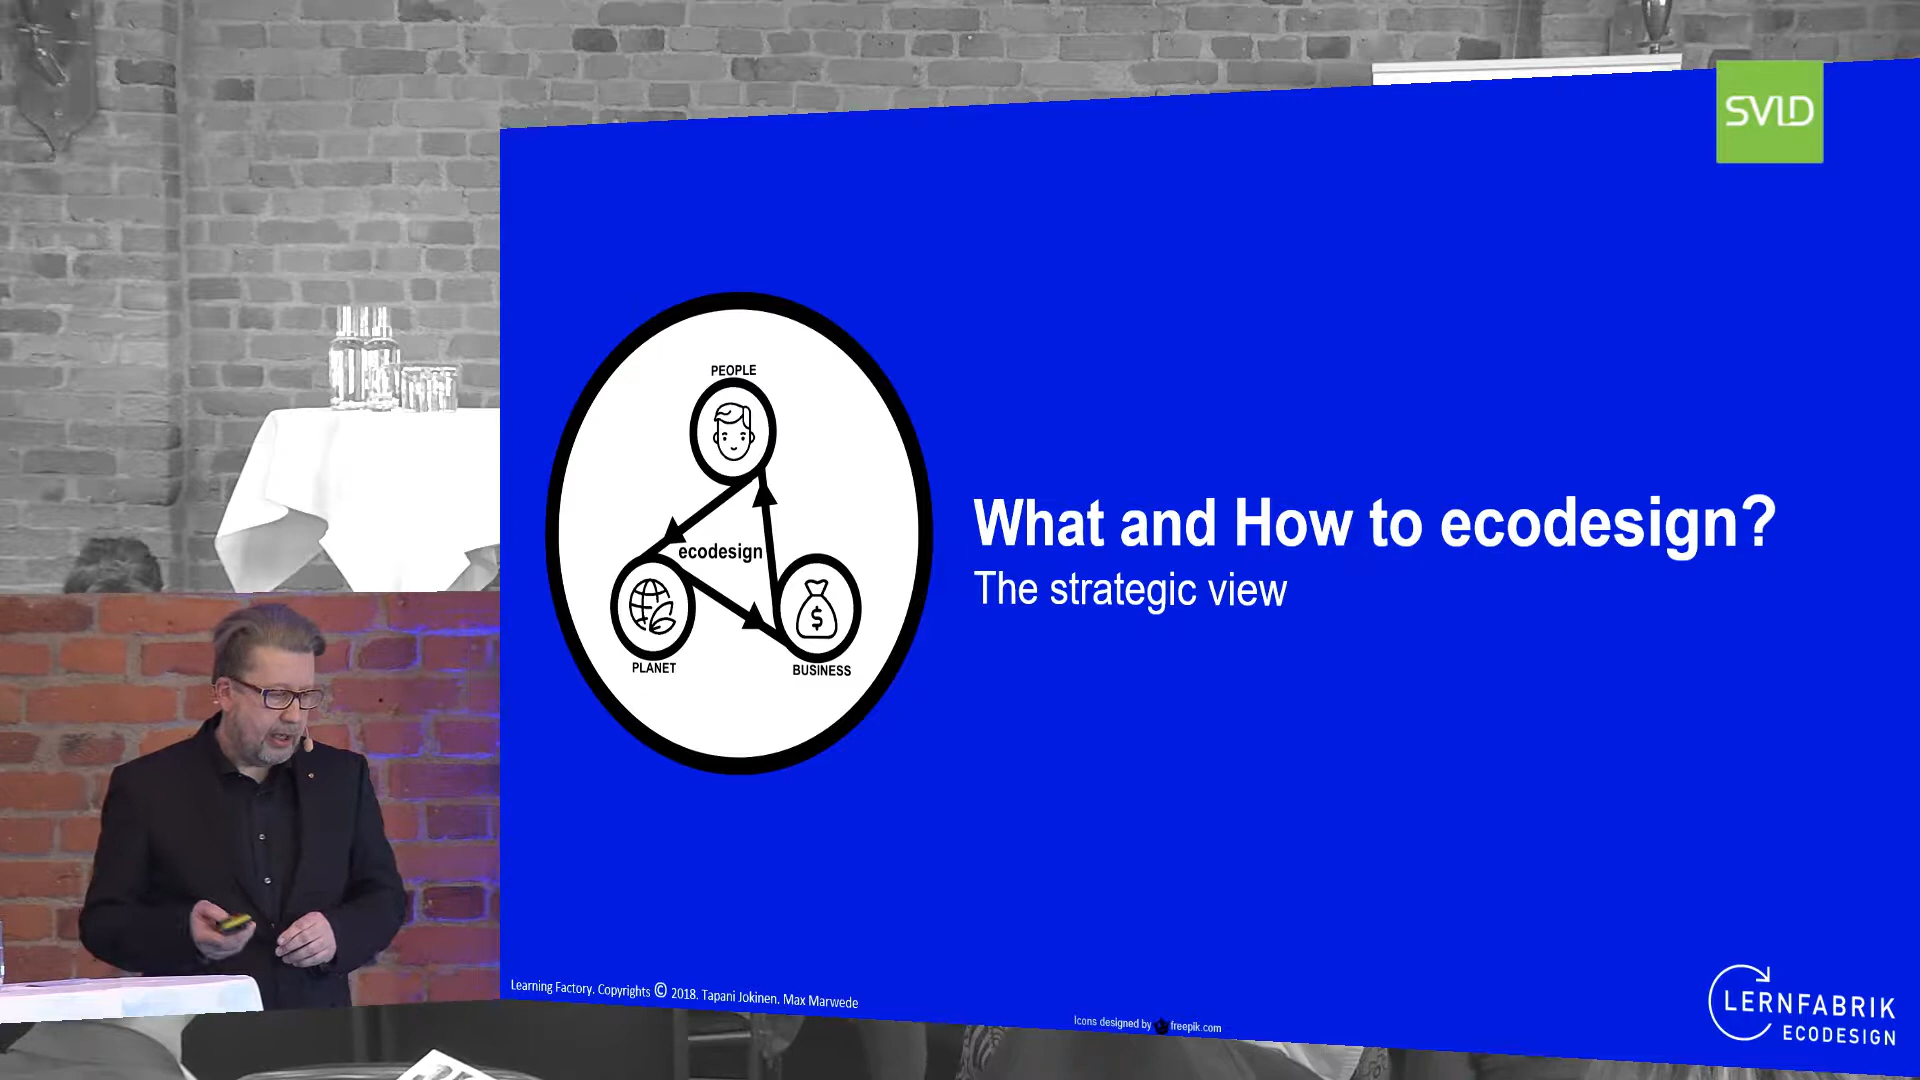 SVID
PEOPLE
ecodesign
$
PLANET
BUSINESS
What and How to ecodesign?
The strategic view
Learning Factory. Copyrights © 2018. Tapani Jokinen. Max Marwede
Icons designed by freepik.com
LERNFABRIK
ECODESIGN